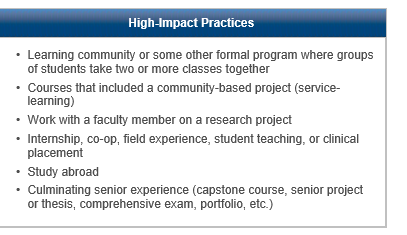 High-Impact Practices
• Learning community or some other formal program where groups
of students take two or more classes together
• Courses that included a community-based project (service-
learning)
• Work with a faculty member on a research project
• Internship, co-op, field experience, student teaching, or clinical
placement
• Study abroad
• Culminating senior experience (capstone course, senior project
or thesis, comprehensive exam, portfolio, etc.)